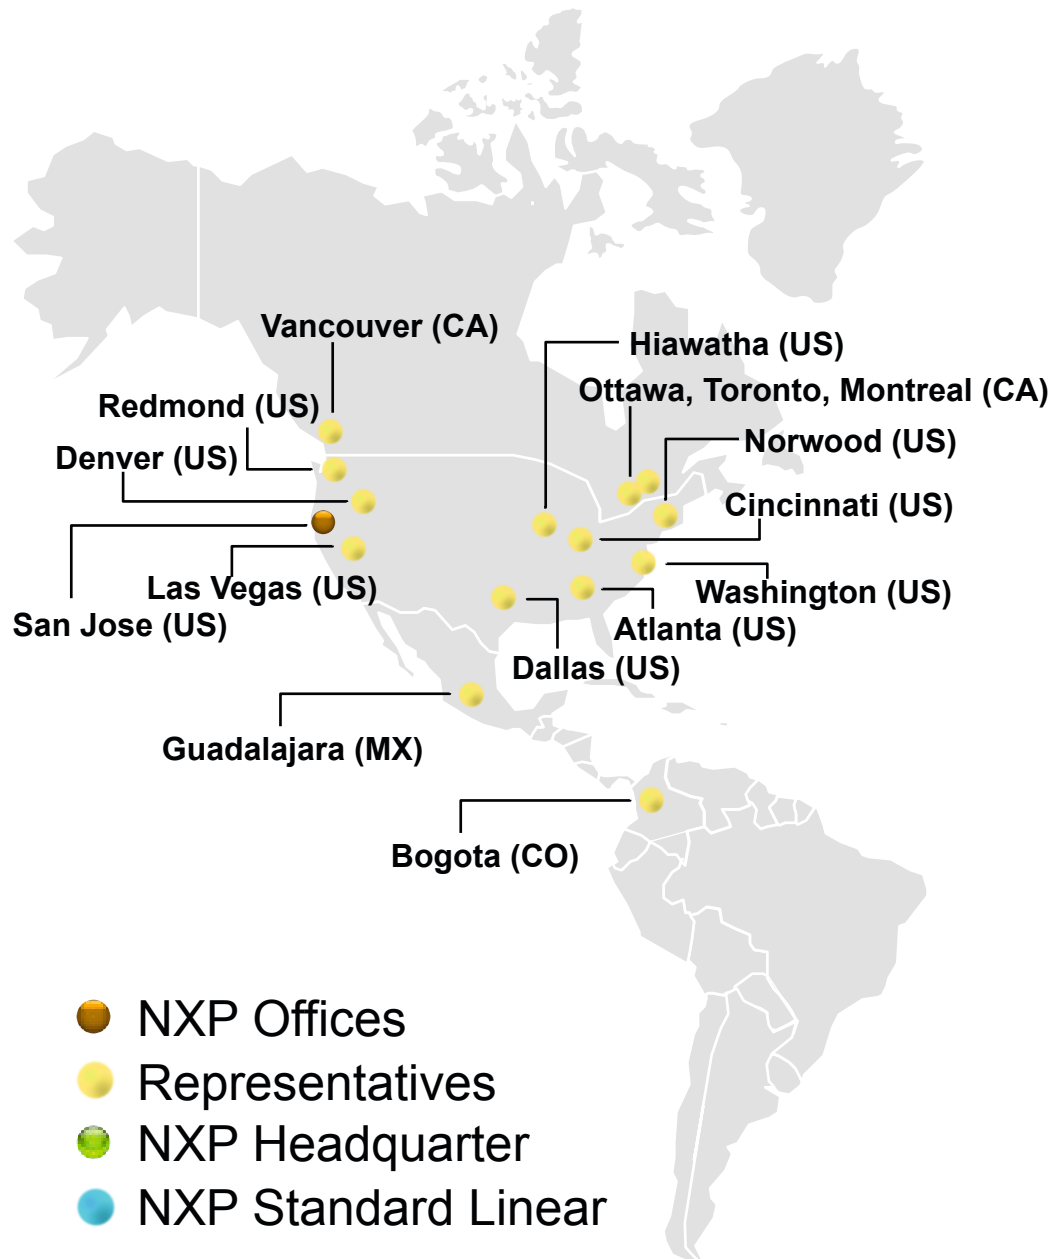 Vancouver (CA)
Hiawatha (US)
Ottawa, Toronto, Montreal (CA)
Redmond (US)
Norwood (US)
Denver (US)
Cincinnati (US)
Las Vegas (US)
Washington (US)
San Jose (US)
Atlanta (US)
Dallas (US)
Guadalajara (MX)
Bogota (CO)
NXP Offices
Representatives
NXP Headquarter
NXP Standard Linear